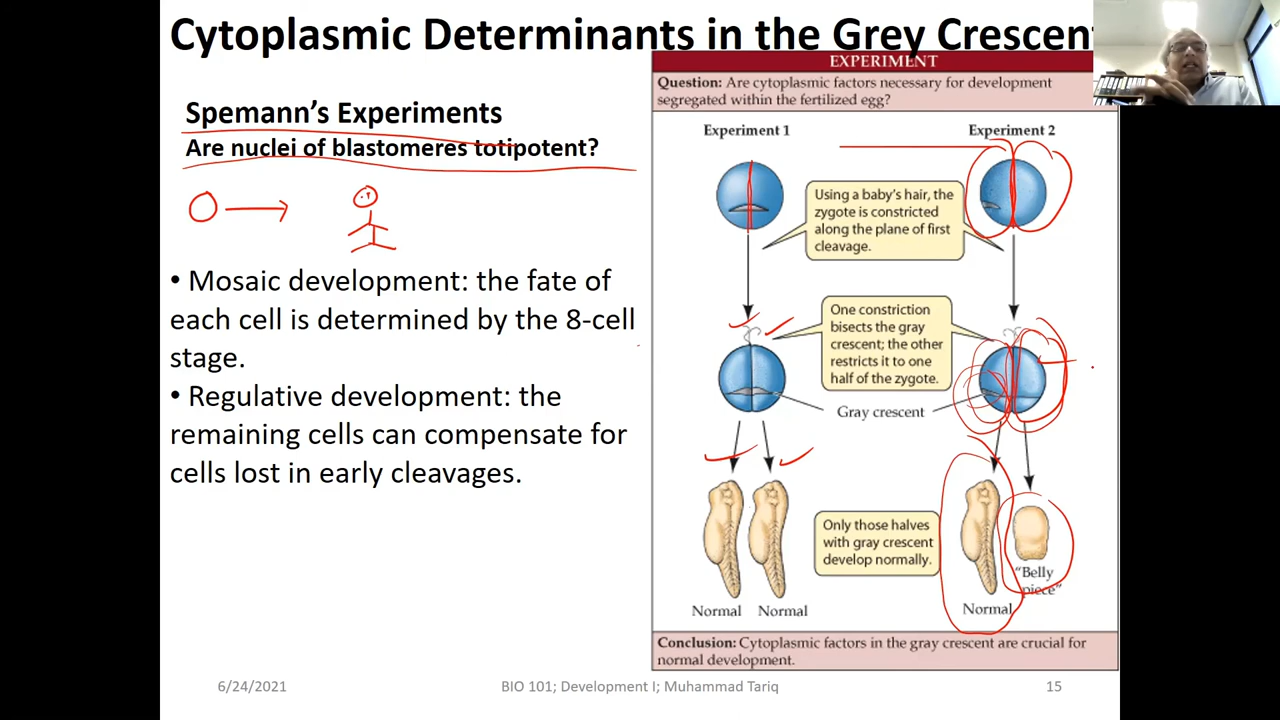 Cytoplasmic Determinants in the Grey Crescent
Spemann's Experiments
Are nuclei of blastomeres totipotent?
• Mosaic development: the fate of
each cell is determined by the 8-cell
stage.
• Regulative development: the
remaining cells can compensate for
cells lost in early cleavages.
EXPERIMENT
Question: Are cytoplasmic factors necessary for development
segregated within the fertilized egg?
Experiment 1
Experiment 2
Using a baby's hair, the
zygote is constricted
along the plane of first
cleavage.
One constriction
bisects the gray
crescent; the other
restricts it to one
half of the zygote.
Gray crescent
Only those halves
with gray crescent
develop normally.
"Belly
piece"
Normal
Normal
Normal
Conclusion: Cytoplasmic factors in the gray crescent are crucial for
normal development.
6/24/2021
BIO 101; Development I; Muhammad Tariq
15